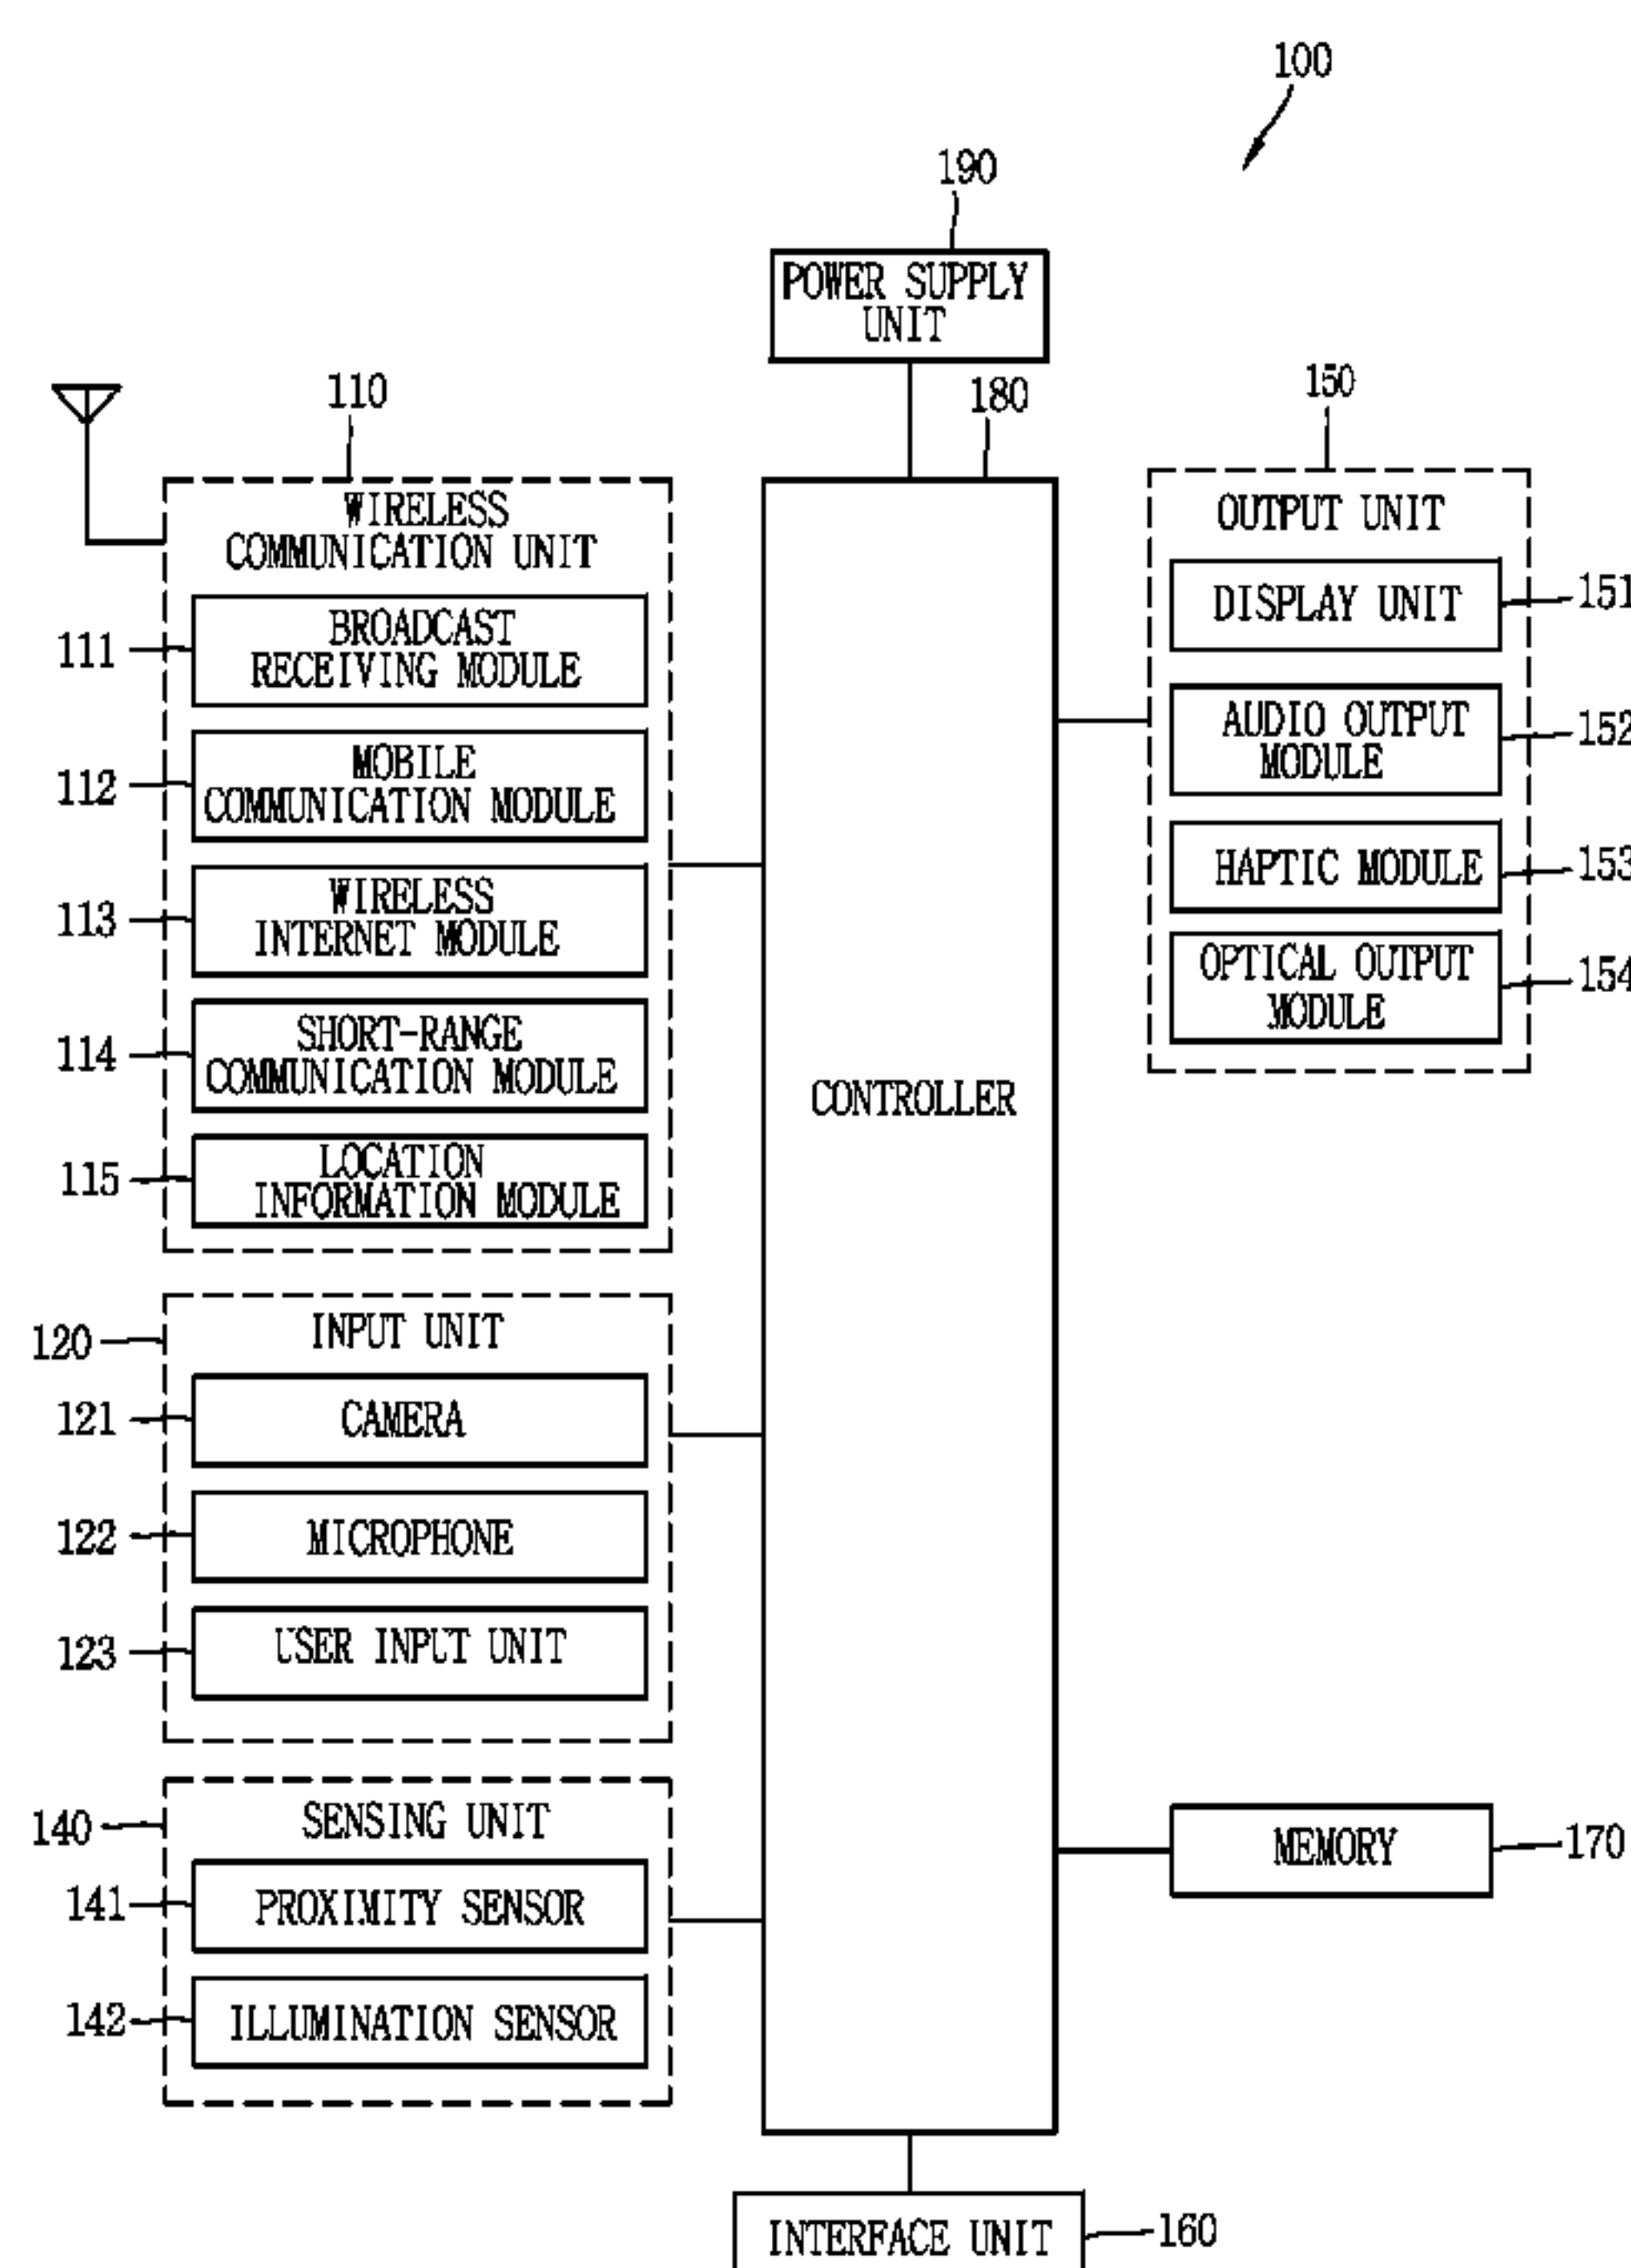 100
190
POWER SUPPLY
UNIT
110
180
150
WIRELESS
COMMUNICATION UNIT
111
BROADCAST
RECEIVING MODULE
112
MOBILE
COMMUNICATION MODULE
113
WIRELESS
INTERNET MODULE
114
SHORT-RANGE
COMMUNICATION MODULE
115
LOCATION
INFORMATION MODULE
120
INPUT UNIT
121
CAMERA
122
MICROPHONE
123
USER INPUT UNIT
140
SENSING UNIT
141
PROXIMITY SENSOR
142
ILLUMINATION SENSOR
CONTROLLER
OUTPUT UNIT
DISPLAY UNIT
151
AUDIO OUTPUT
MODULE
152
HAPTIC MODULE
153
OPTICAL OUTPUT
MODULE
154
MEMORY
170
INTERFACE UNIT
160